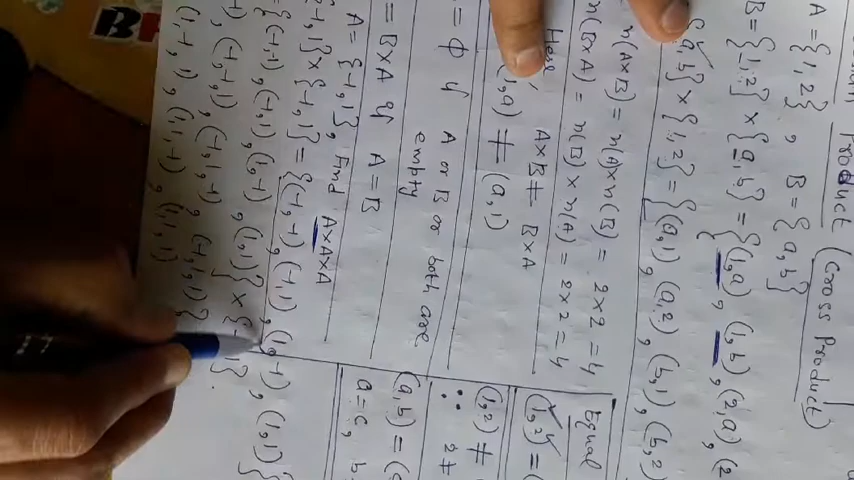 Product (Cross Product)
A = {1, 2} , B = {a, b}
B = {1, 2} × {a, b} = {(1,a) , (1,b) , (2,a) , (2
{a, b} × {1, 2} = {(a,1) , (a,2) , (b,1) , (b,2)
n(A×B) = n(A) × n(B) = 2×2 = 4
n(B×A) = n(B) × n(A) = 2×2 = 4
Here, A×B ≠ B×A
(1,a) ≠ (a,1)
= φ if A or B or both are
empty
= B×A if A = B
A = {-1, 1} , Find A×A×A
{-1, 1} × {-1, 1} = {(-1,-1) , (-1,1) , (1,-1) , (1,1)}
= {(-1,-1) , (-1,1) , (1,-1) , (1,1)} × {-1, 1}
(-1,-1,1) , (-1,1,-1) , (-1,1,1)
(1,-1,1) , (1,1,-1) , (1,1,1)}
Equal
(1,2) = (
(1,2) ≠
∴ 2 ≠
(a,b) = (
a = c, b